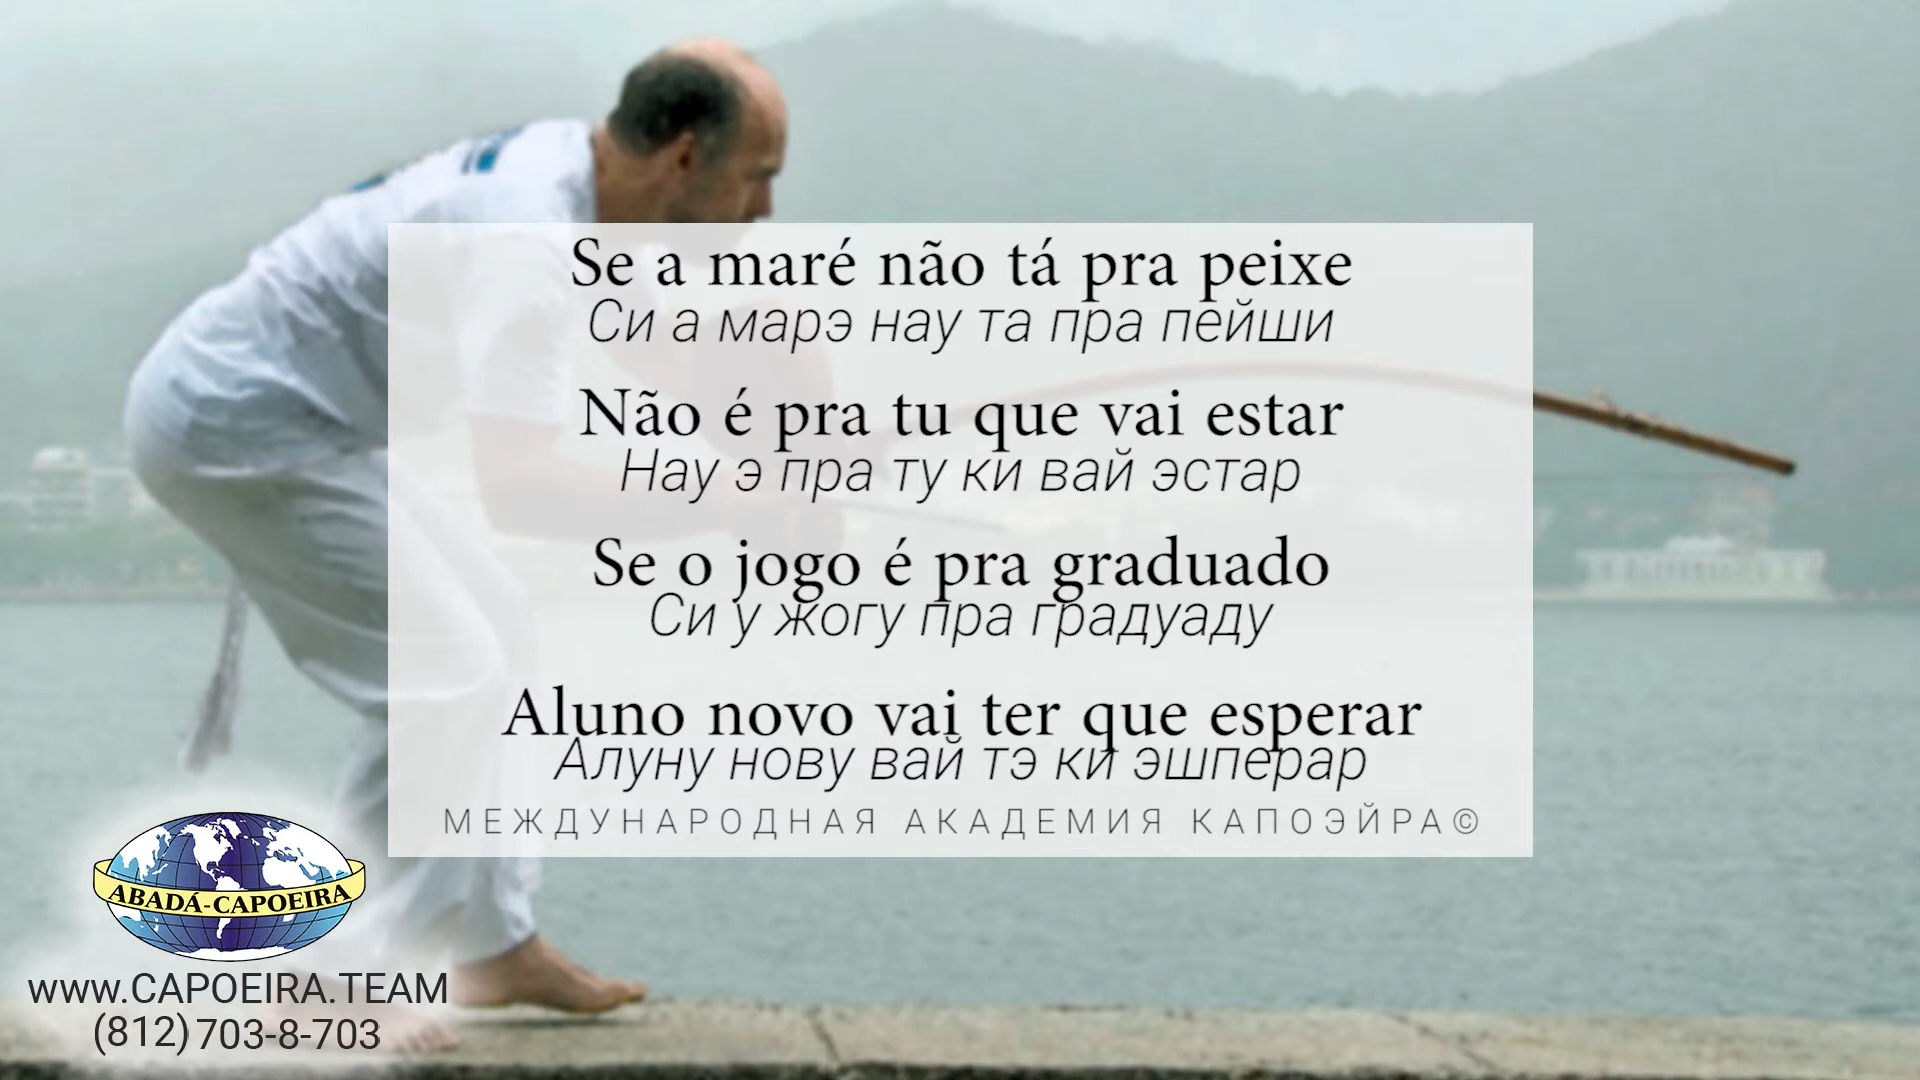 Se a maré não tá pra peixe
Си а марэ нау та пра пейши
Não é pra tu que vai estar
Нау э пра ту ки вай эстар
Se o jogo é pra graduado
Си у жогу пра градуаду
Aluno novo vai ter que esperar
Алуну нову вай тэ ки эшперар
МЕЖДУНАРОДНАЯ АКАДЕМИЯ КАПОЭЙРА©
ABADÁ-CAPOEIRA
www.CAPOEIRA.TEAM
(812) 703-8-703